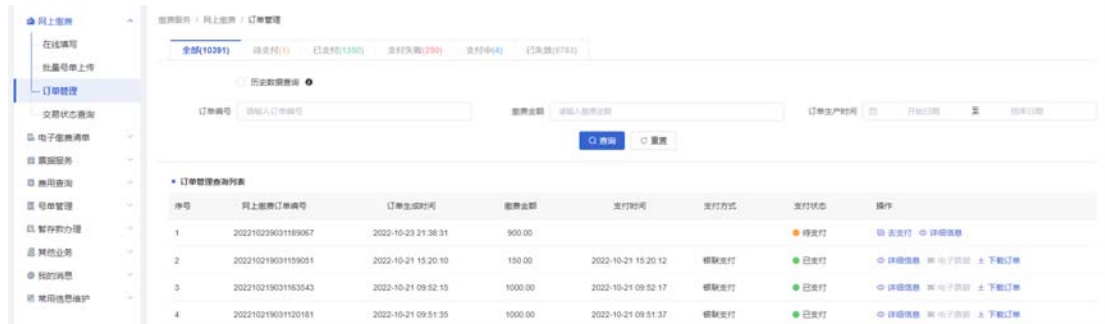 网上缴费
缴费服务 / 网上缴费 / 订单管理
在线填写
全部(10391) 待支付(1) 已支付(1350) 支付失败(250) 支付中(4) 已失效(8783)
批量号单上传
历史数据查询
订单管理
交易状态查询
订单编号 请输入订单编号 缴费金额 请输入缴费金额 订单生产时间 开始日期 至 结束日期
电子缴费清单
查询 重置
票据服务
费用查询
订单管理查询列表
号单管理
序号 网上缴费订单编号 订单生成时间 缴费金额 支付时间 支付方式 支付状态 操作
暂存款办理
1 202210239031189067 2022-10-23 21:38:31 900.00 待支付 去支付 详细信息
其他业务
2 202210219031159051 2022-10-21 15:20:10 150.00 2022-10-21 15:20:12 银联支付 已支付 详细信息 电子票据 下载订单
我的消息
3 202210219031163543 2022-10-21 09:52:15 1000.00 2022-10-21 09:52:17 银联支付 已支付 详细信息 电子票据 下载订单
常用信息维护
4 202210219031120181 2022-10-21 09:51:35 1000.00 2022-10-21 09:51:37 银联支付 已支付 详细信息 电子票据 下载订单